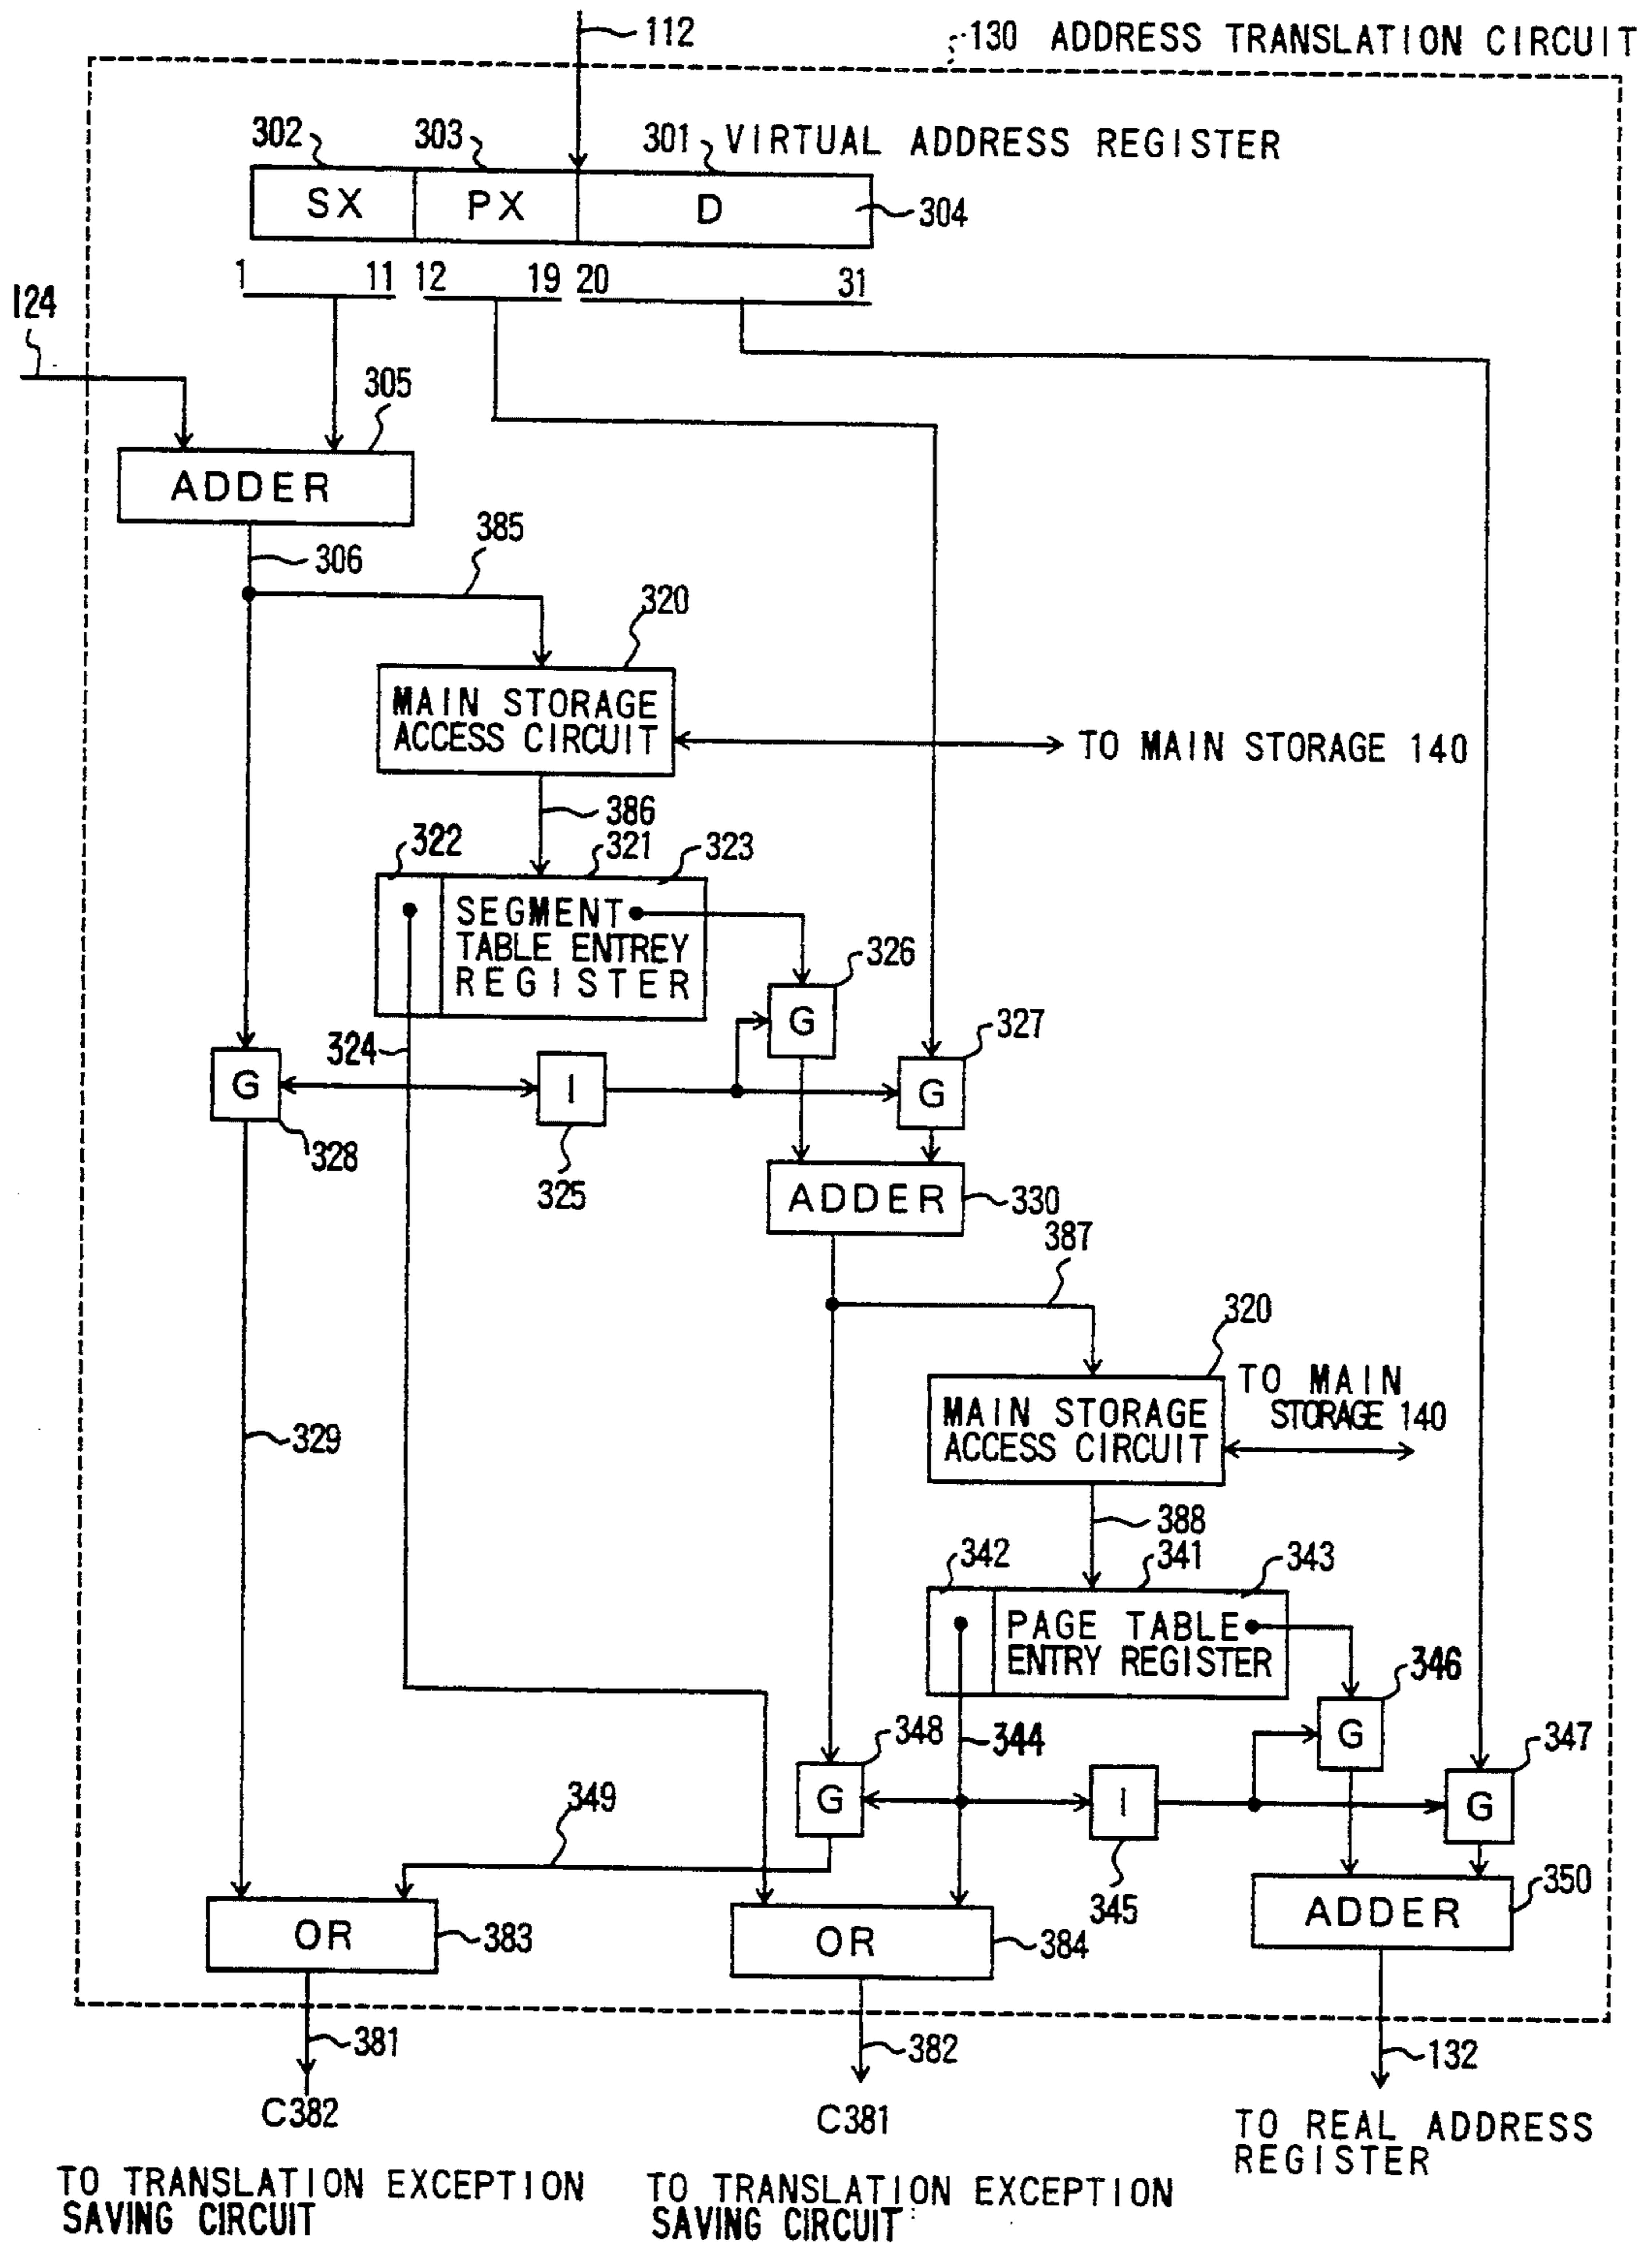 112
130 ADDRESS TRANSLATION CIRCUIT
302
303
301 VIRTUAL ADDRESS REGISTER
SX
PX
D
304
1
11
12
19
20
31
124
305
ADDER
306
385
320
MAIN STORAGE
ACCESS CIRCUIT
TO MAIN STORAGE 140
386
322
321
323
SEGMENT
TABLE ENTREY
REGISTER
326
G
327
324
G
I
G
328
325
ADDER
330
387
320
TO MAIN
STORAGE 140
MAIN STORAGE
ACCESS CIRCUIT
329
388
342
341
343
PAGE TABLE
ENTRY REGISTER
346
G
348
344
347
G
I
G
349
345
350
OR
383
OR
384
ADDER
381
382
132
C382
C381
TO REAL ADDRESS
REGISTER
TO TRANSLATION EXCEPTION
SAVING CIRCUIT
TO TRANSLATION EXCEPTION
SAVING CIRCUIT